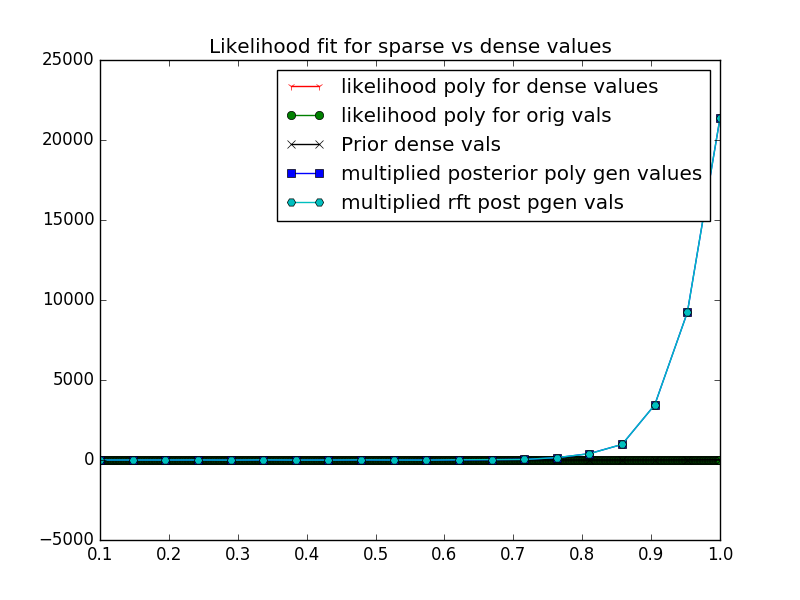 Likelihood fit for sparse vs dense values
25000
20000
15000
10000
5000
0
−5000
likelihood poly for dense values
likelihood poly for orig vals
Prior dense vals
multiplied posterior poly gen values
multiplied rft post pgen vals
0.1 0.2 0.3 0.4 0.5 0.6 0.7 0.8 0.9 1.0